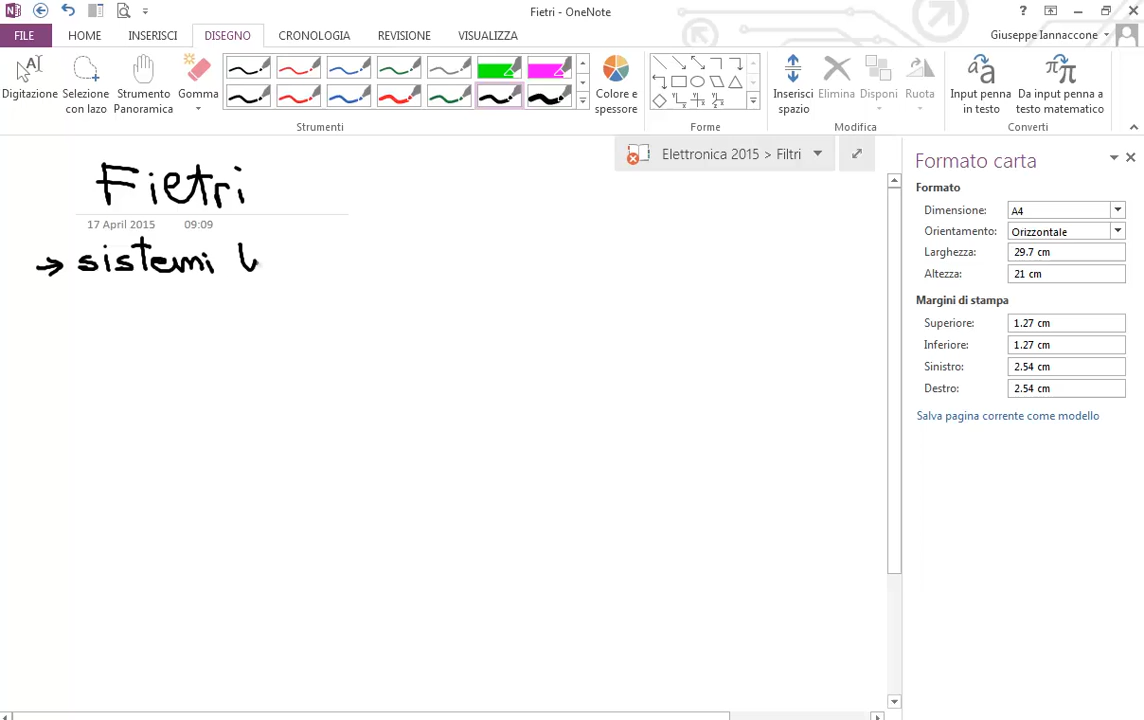 Fietri - OneNote
?
FILE HOME INSERISCI DISEGNO CRONOLOGIA REVISIONE VISUALIZZA
Giuseppe Iannaccone
Digitazione
Selezione con lazo
Strumento Panoramica
Gomma
Strumenti
Colore e spessore
Forme
Inserisci spazio
Elimina
Disponi
Ruota
Modifica
Input penna in testo
Da input penna a testo matematico
Converti
Elettronica 2015 > Filtri
Fietri
17 April 2015 09:09
→ sistemi
Formato carta
Formato
Dimensione: A4
Orientamento: Orizzontale
Larghezza: 29.7 cm
Altezza: 21 cm
Margini di stampa
Superiore: 1.27 cm
Inferiore: 1.27 cm
Sinistro: 2.54 cm
Destro: 2.54 cm
Salva pagina corrente come modello